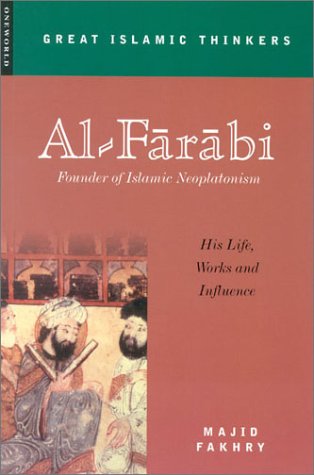 ONEWORLD
GREAT ISLAMIC THINKERS
Al-Fārābi
Founder of Islamic Neoplatonism
His Life,
Works and
Influence
MAJID
FAKHRY